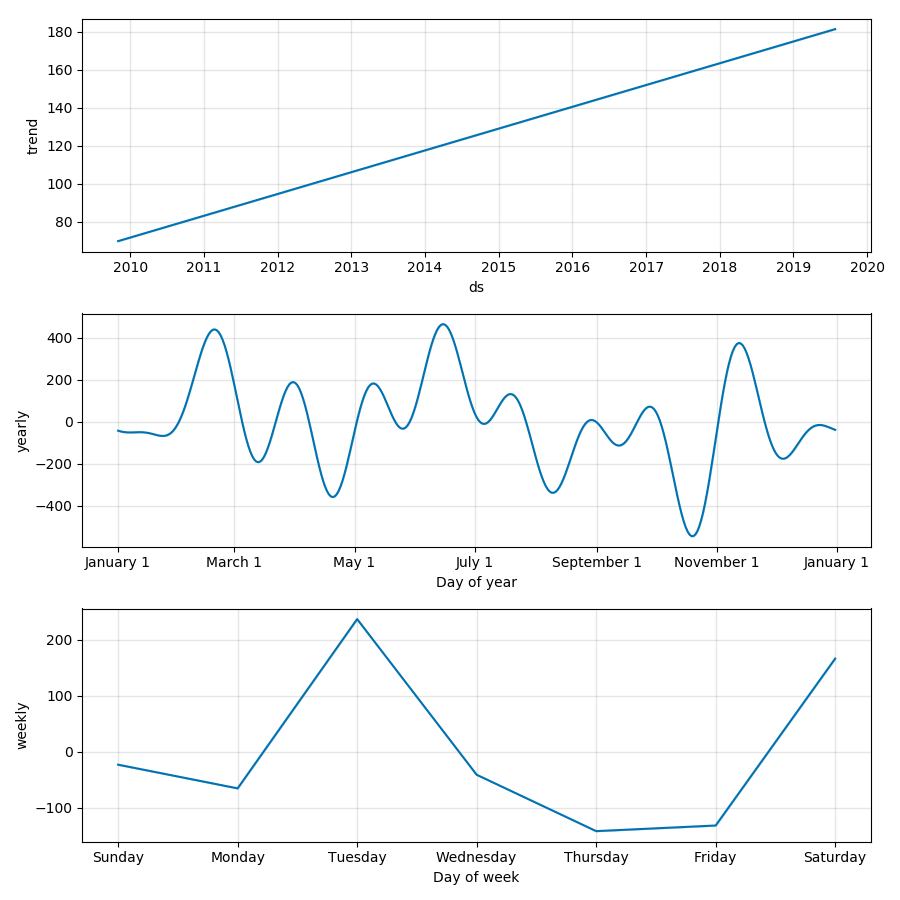 180
160
140
120
100
80
trend
2010 2011 2012 2013 2014 2015 2016 2017 2018 2019 2020
ds
400
200
0
−200
−400
yearly
January 1 March 1 May 1 July 1 September 1 November 1 January 1
Day of year
200
100
0
−100
weekly
Sunday Monday Tuesday Wednesday Thursday Friday Saturday
Day of week